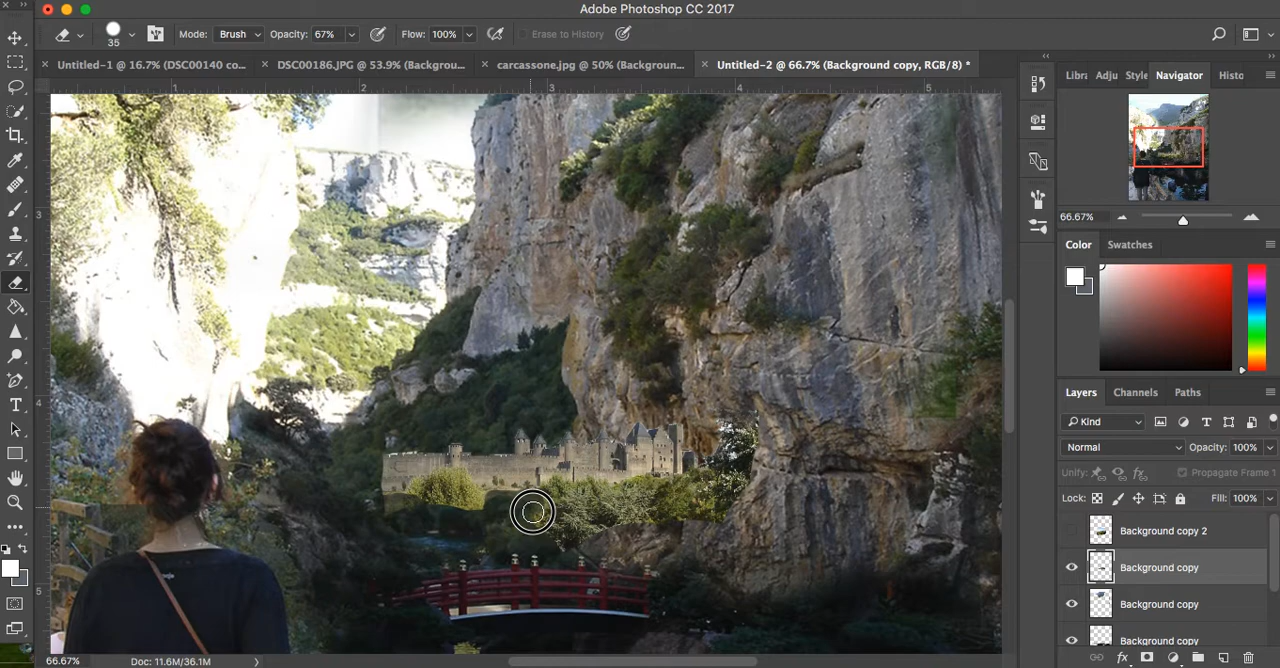 Adobe Photoshop CC 2017
35 Mode: Brush Opacity: 67% Flow: 100% Erase to History
Untitled-1 @ 16.7% (DSC00140 co... DSC00186.JPG @ 53.9% (Backgrou... carcassone.jpg @ 50% (Backgroun... Untitled-2 @ 66.7% (Background copy, RGB/8) *
Libra Adju Style Navigator Histo
1 2 3 4 5
3
4
5
66.67%
Color Swatches
Layers Channels Paths
Kind
Normal Opacity: 100%
Unify: Propagate Frame 1
Lock: Fill: 100%
Background copy 2
Background copy
Background copy
Background copy
66.67% Doc: 11.6M/36.1M